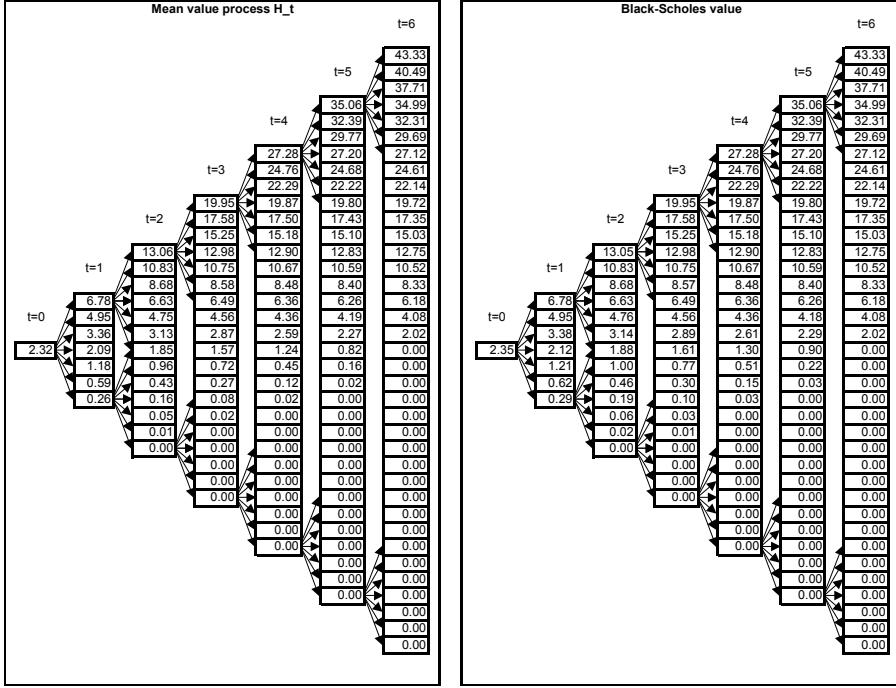 Mean value process H_t
t=6
43.33
t=5 40.49
37.71
35.06 34.99
t=4 32.39 32.31
29.77 29.69
27.28 27.20 27.12
t=3 24.76 24.68 24.61
22.29 22.22 22.14
19.95 19.87 19.80 19.72
t=2 17.58 17.50 17.43 17.35
15.25 15.18 15.10 15.03
13.06 12.98 12.90 12.83 12.75
t=1 10.83 10.75 10.67 10.59 10.52
8.68 8.58 8.48 8.40 8.33
6.78 6.63 6.49 6.36 6.26 6.18
t=0 4.95 4.75 4.56 4.36 4.19 4.08
3.36 3.13 2.87 2.59 2.27 2.02
2.32 2.09 1.85 1.57 1.24 0.82 0.00
1.18 0.96 0.72 0.45 0.16 0.00
0.59 0.43 0.27 0.12 0.02 0.00
0.26 0.16 0.08 0.02 0.00 0.00
0.05 0.02 0.00 0.00 0.00
0.01 0.00 0.00 0.00 0.00
0.00 0.00 0.00 0.00 0.00
0.00 0.00 0.00 0.00
0.00 0.00 0.00 0.00
0.00 0.00 0.00 0.00
0.00 0.00 0.00
0.00 0.00 0.00
0.00 0.00 0.00
0.00 0.00
0.00 0.00
0.00 0.00
0.00
0.00
0.00
Black-Scholes value
t=6
43.33
t=5 40.49
37.71
35.06 34.99
t=4 32.39 32.31
29.77 29.69
27.28 27.20 27.12
t=3 24.76 24.68 24.61
22.29 22.22 22.14
19.95 19.87 19.80 19.72
t=2 17.58 17.50 17.43 17.35
15.25 15.18 15.10 15.03
13.05 12.98 12.90 12.83 12.75
t=1 10.83 10.75 10.67 10.59 10.52
8.68 8.57 8.48 8.40 8.33
6.78 6.63 6.49 6.36 6.26 6.18
t=0 4.95 4.76 4.56 4.36 4.18 4.08
3.38 3.14 2.89 2.61 2.29 2.02
2.35 2.12 1.88 1.61 1.30 0.90 0.00
1.21 1.00 0.77 0.51 0.22 0.00
0.62 0.46 0.30 0.15 0.03 0.00
0.29 0.19 0.10 0.03 0.00 0.00
0.06 0.03 0.00 0.00 0.00
0.02 0.01 0.00 0.00 0.00
0.00 0.00 0.00 0.00 0.00
0.00 0.00 0.00 0.00
0.00 0.00 0.00 0.00
0.00 0.00 0.00 0.00
0.00 0.00 0.00
0.00 0.00 0.00
0.00 0.00 0.00
0.00 0.00
0.00 0.00
0.00 0.00
0.00
0.00
0.00